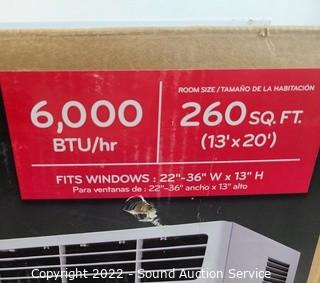 6,000
BTU/hr
ROOM SIZE / TAMAÑO DE LA HABITACIÓN
260 SQ. FT.
(13' x 20')
FITS WINDOWS : 22"-36" W x 13" H
Para ventanas de : 22"-36" ancho x 13" alto
Copyright 2022 - Sound Auction Service